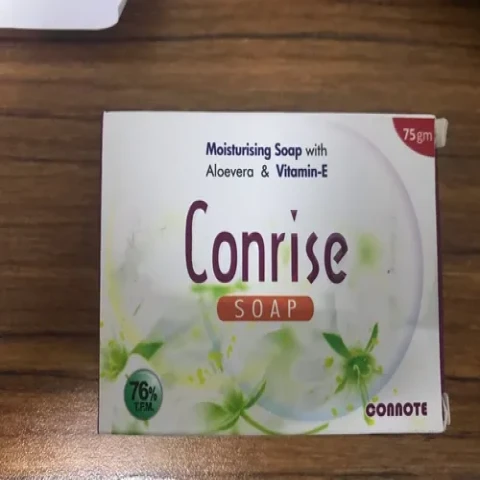 75gm
Moisturising Soap with
Aloevera & Vitamin-E
Conrise
SOAP
76%
T.F.M.
CONNOTE